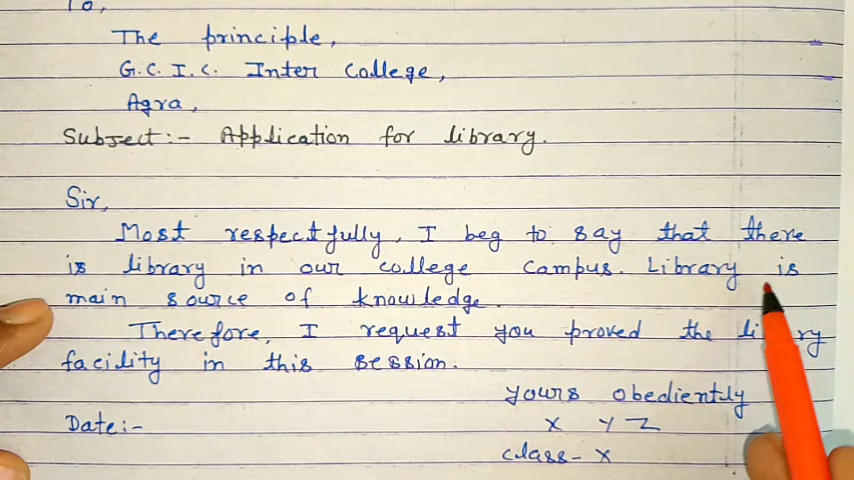 To,
The principle,
G.C.I.C. Inter College,
Agra,
Subject:- Application for library.
Sir,
Most respectfully, I beg to say that there
is library in our college campus. Library is
main source of knowledge.
Therefore, I request you proved the
facility in this session.
yours obediently
Date:- X Y Z
class- X